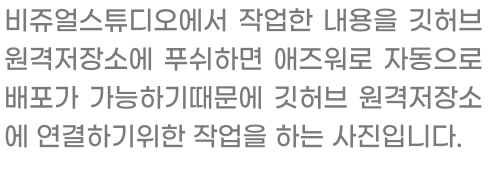 비쥬얼스튜디오에서 작업한 내용을 깃허브
원격저장소에 푸쉬하면 애즈워로 자동으로
배포가 가능하기때문에 깃허브 원격저장소
에 연결하기위한 작업을 하는 사진입니다.